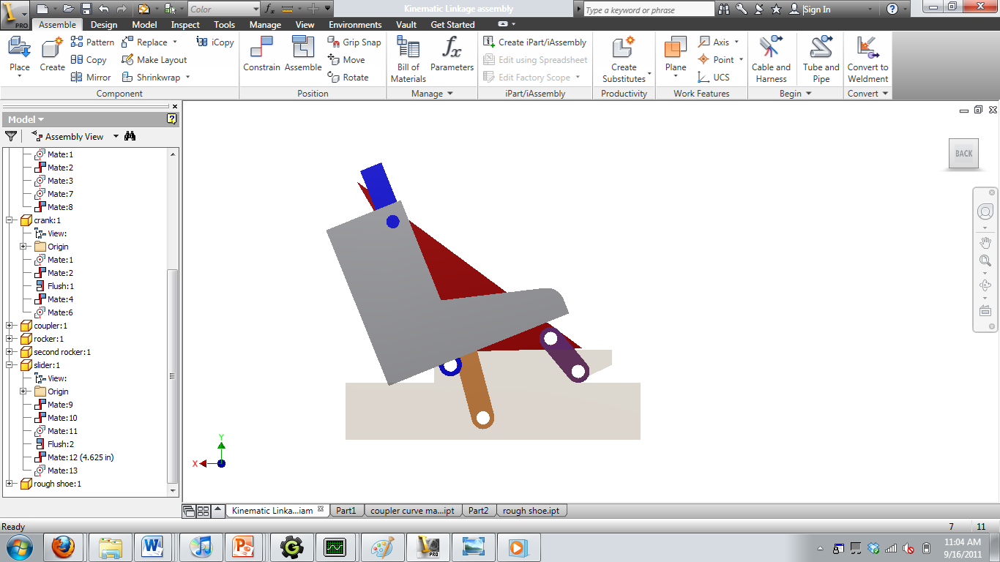 PRO
Color
Kinematic Linkage assembly
Type a keyword or phrase
Sign In
Assemble Design Model Inspect Tools Manage View Environments Vault Get Started
Place
Create
Pattern
Copy
Mirror
Replace
Make Layout
Shrinkwrap
iCopy
Component
Constrain
Assemble
Grip Snap
Move
Rotate
Position
Bill of
Materials
fx
Parameters
Manage
Create iPart/iAssembly
Edit using Spreadsheet
Edit Factory Scope
iPart/iAssembly
Create
Substitutes
Productivity
Plane
Axis
Point
UCS
Work Features
Cable and
Harness
Tube and
Pipe
Begin
Convert to
Weldment
Convert
Model
Assembly View
Mate:1
Mate:2
Mate:3
Mate:7
Mate:8
crank:1
View:
Origin
Mate:1
Mate:2
Flush:1
Mate:4
Mate:6
coupler:1
rocker:1
second rocker:1
slider:1
View:
Origin
Mate:9
Mate:10
Mate:11
Flush:2
Mate:12 (4.625 in)
Mate:13
rough shoe:1
BACK
Y
X
Kinematic Linka...iam Part1 coupler curve ma...ipt Part2 rough shoe.ipt
Ready
7 11
PRO
11:04 AM
9/16/2011